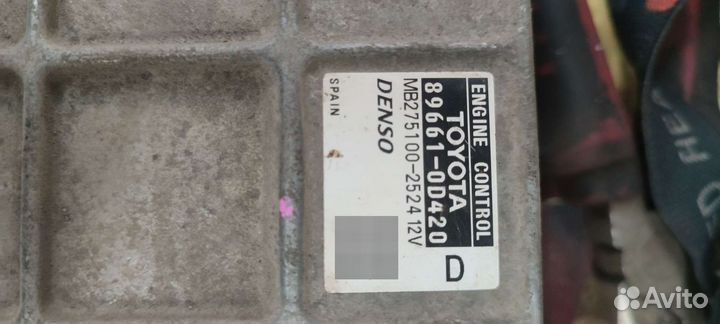 ENGINE CONTROL
TOYOTA
89661-0D420
D
MB275100-2524 12V
DENSO
SPAIN
Avito